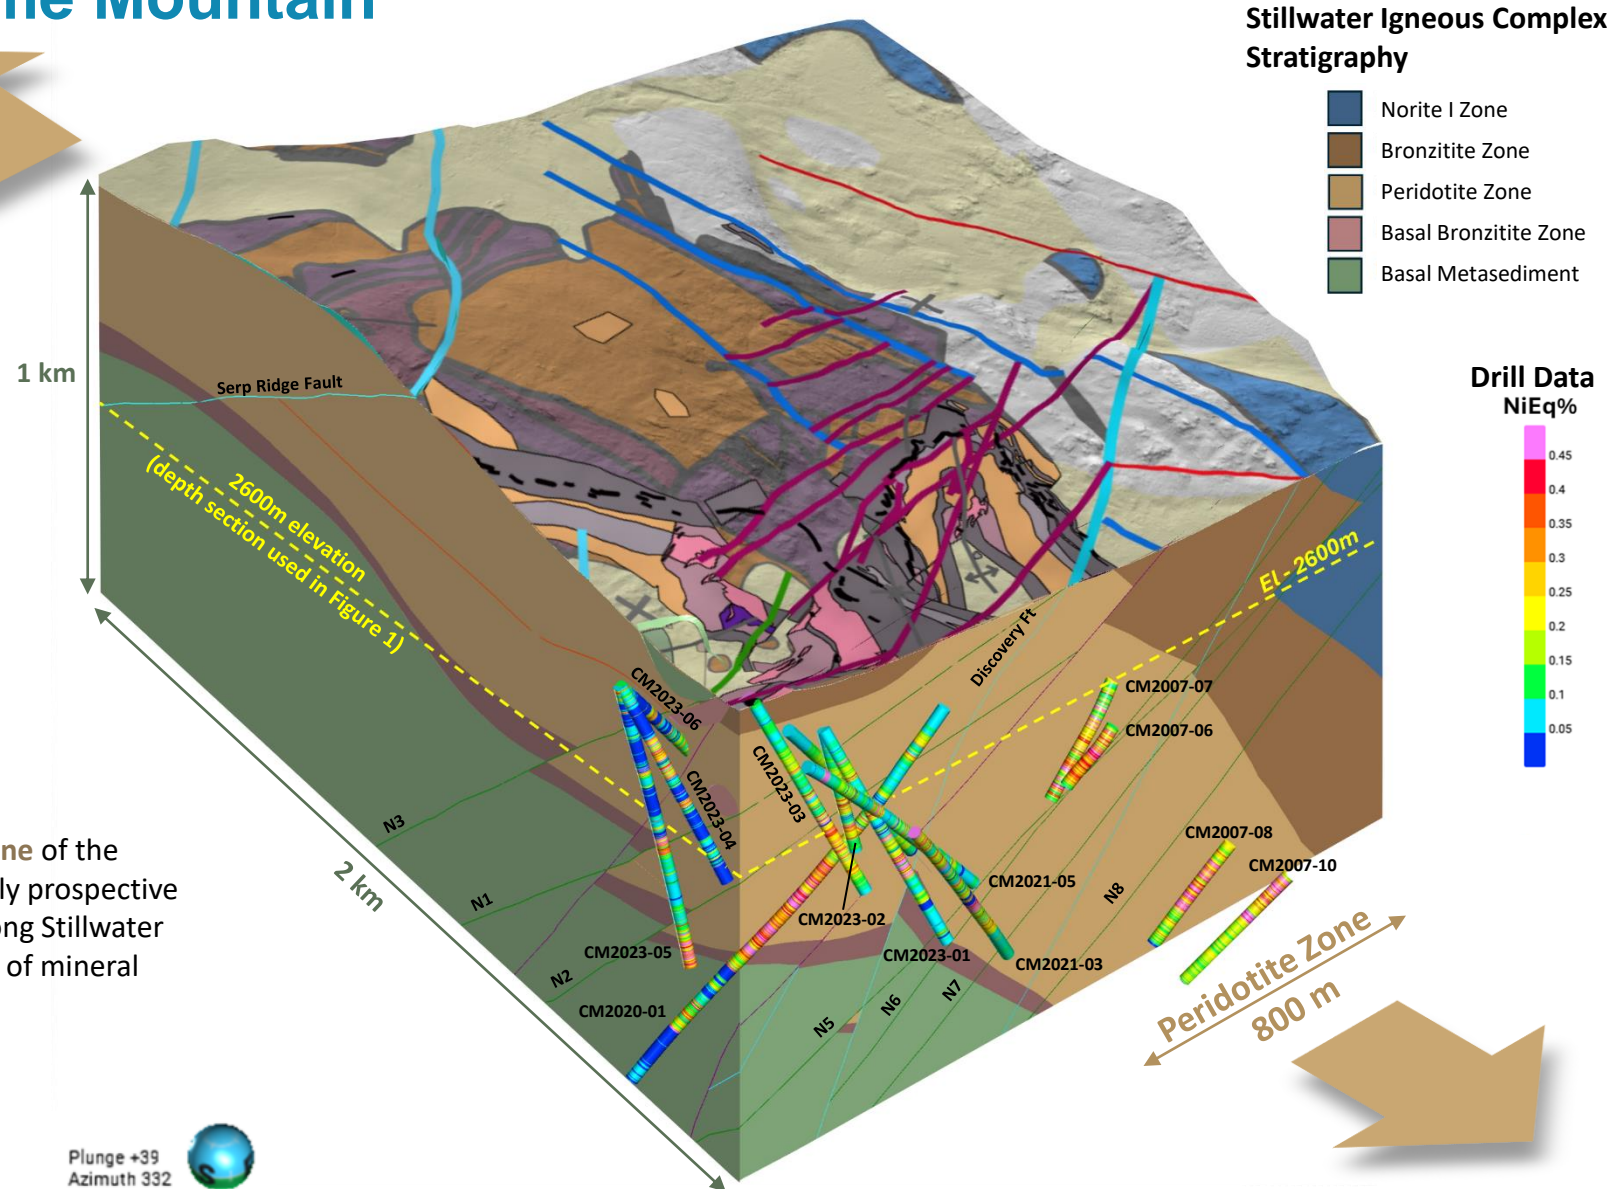 ne Mountain
Stillwater Igneous Complex
Stratigraphy
Norite I Zone
Bronzitite Zone
Peridotite Zone
Basal Bronzitite Zone
Basal Metasediment
1 km
Serp Ridge Fault
2600m elevation
(depth section used in Figure 1)
Drill Data
NiEq%
0.45
0.4
0.35
0.3
0.25
0.2
0.15
0.1
0.05
El - 2600m
Discovery Ft
CM2023-06
CM2007-07
CM2007-06
CM2023-03
CM2023-04
N3
CM2007-08
CM2007-10
ne of the
ly prospective
ong Stillwater
of mineral
2 km
N1
CM2021-05
N8
CM2023-02
CM2023-05
CM2023-01
CM2021-03
N2
N7
N6
N5
CM2020-01
Peridotite Zone
800 m
Plunge +39
Azimuth 332
S